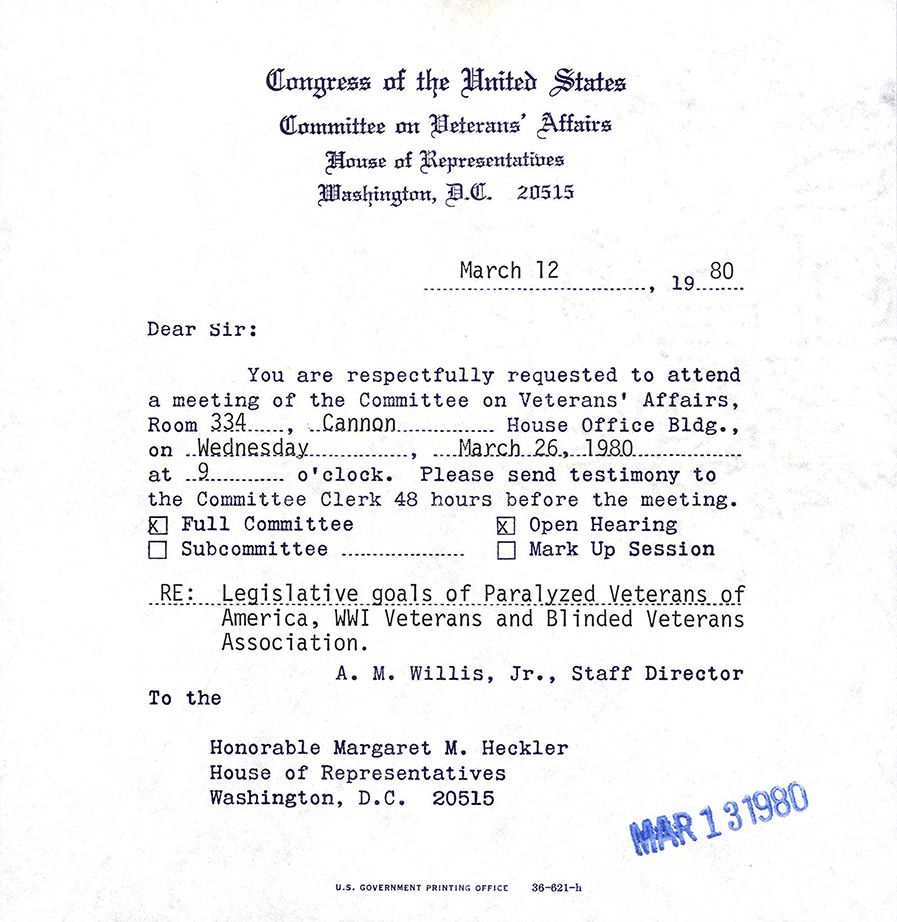 Congress of the United States
Committee on Veterans' Affairs
House of Representatives
Washington, D.C. 20515
March 12, 1980
Dear Sir:
You are respectfully requested to attend
a meeting of the Committee on Veterans' Affairs,
Room 334, Cannon House Office Bldg.,
on Wednesday, March 26, 1980
at 9 o'clock. Please send testimony to
the Committee Clerk 48 hours before the meeting.
☒ Full Committee ☒ Open Hearing
☐ Subcommittee ☐ Mark Up Session
RE: Legislative goals of Paralyzed Veterans of
America, WWI Veterans and Blinded Veterans
Association.
A. M. Willis, Jr., Staff Director
To the
Honorable Margaret M. Heckler
House of Representatives
Washington, D.C. 20515
MAR 13 1980
U.S. GOVERNMENT PRINTING OFFICE 36-621-h